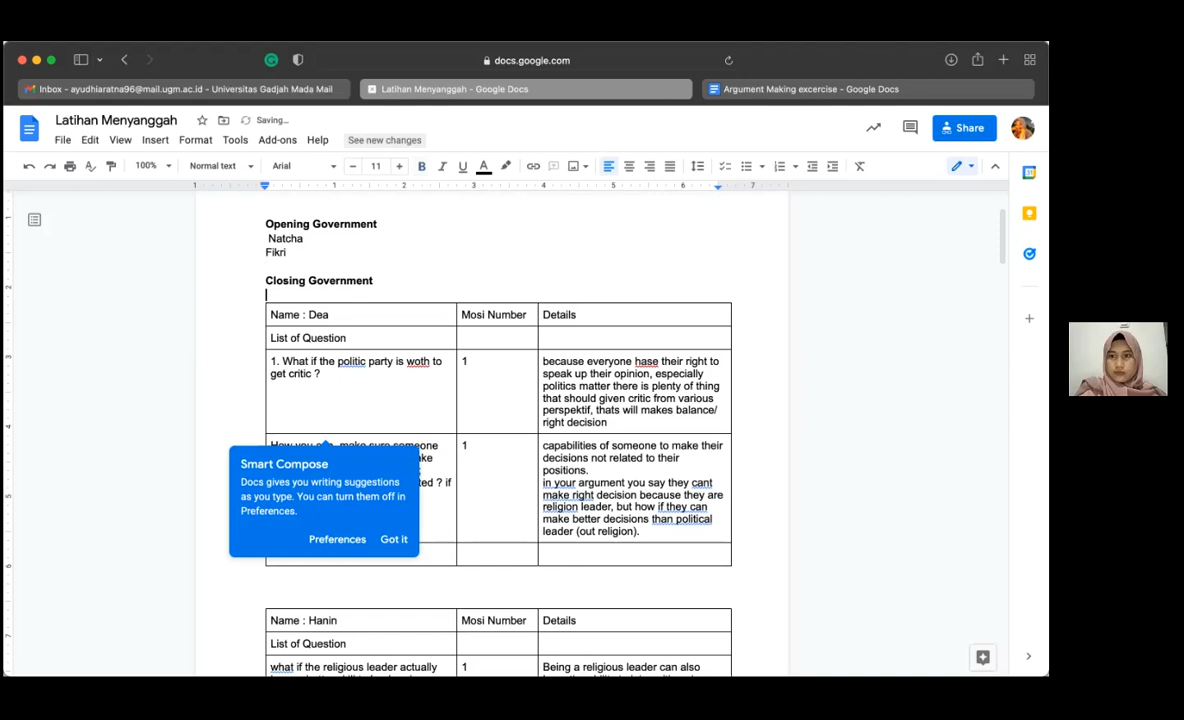 docs.google.com
Inbox - ayudhiaratna96@mail.ugm.ac.id - Universitas Gadjah Mada Mail
Latihan Menyanggah - Google Docs
Argument Making excercise - Google Docs
Latihan Menyanggah
Saving...
File Edit View Insert Format Tools Extensions Help
See new changes
Share
100%
Normal text
Arial
11
Opening Government
Natcha
Fikri
Closing Government
Name : Dea
Mosi Number
Details
List of Question
1. What if the politic party is woth to
get critic ?
1
because everyone hase their right to
speak up their opinion, especially
politics matter there is plenty of thing
that should given critic from various
perspektif, thats will makes balance/
right decision
make sure someone
1
capabilities of someone to make their
decisions not related to their
positions.
in your argument you say they cant
make right decision because they are
religion leader, but how if they can
make better decisions than political
leader (out religion).
? if
Smart Compose
Docs gives you writing suggestions
as you type. You can turn them off in
Preferences.
Preferences Got it
Name : Hanin
Mosi Number
Details
List of Question
what if the religious leader actually
1
Being a religious leader can also